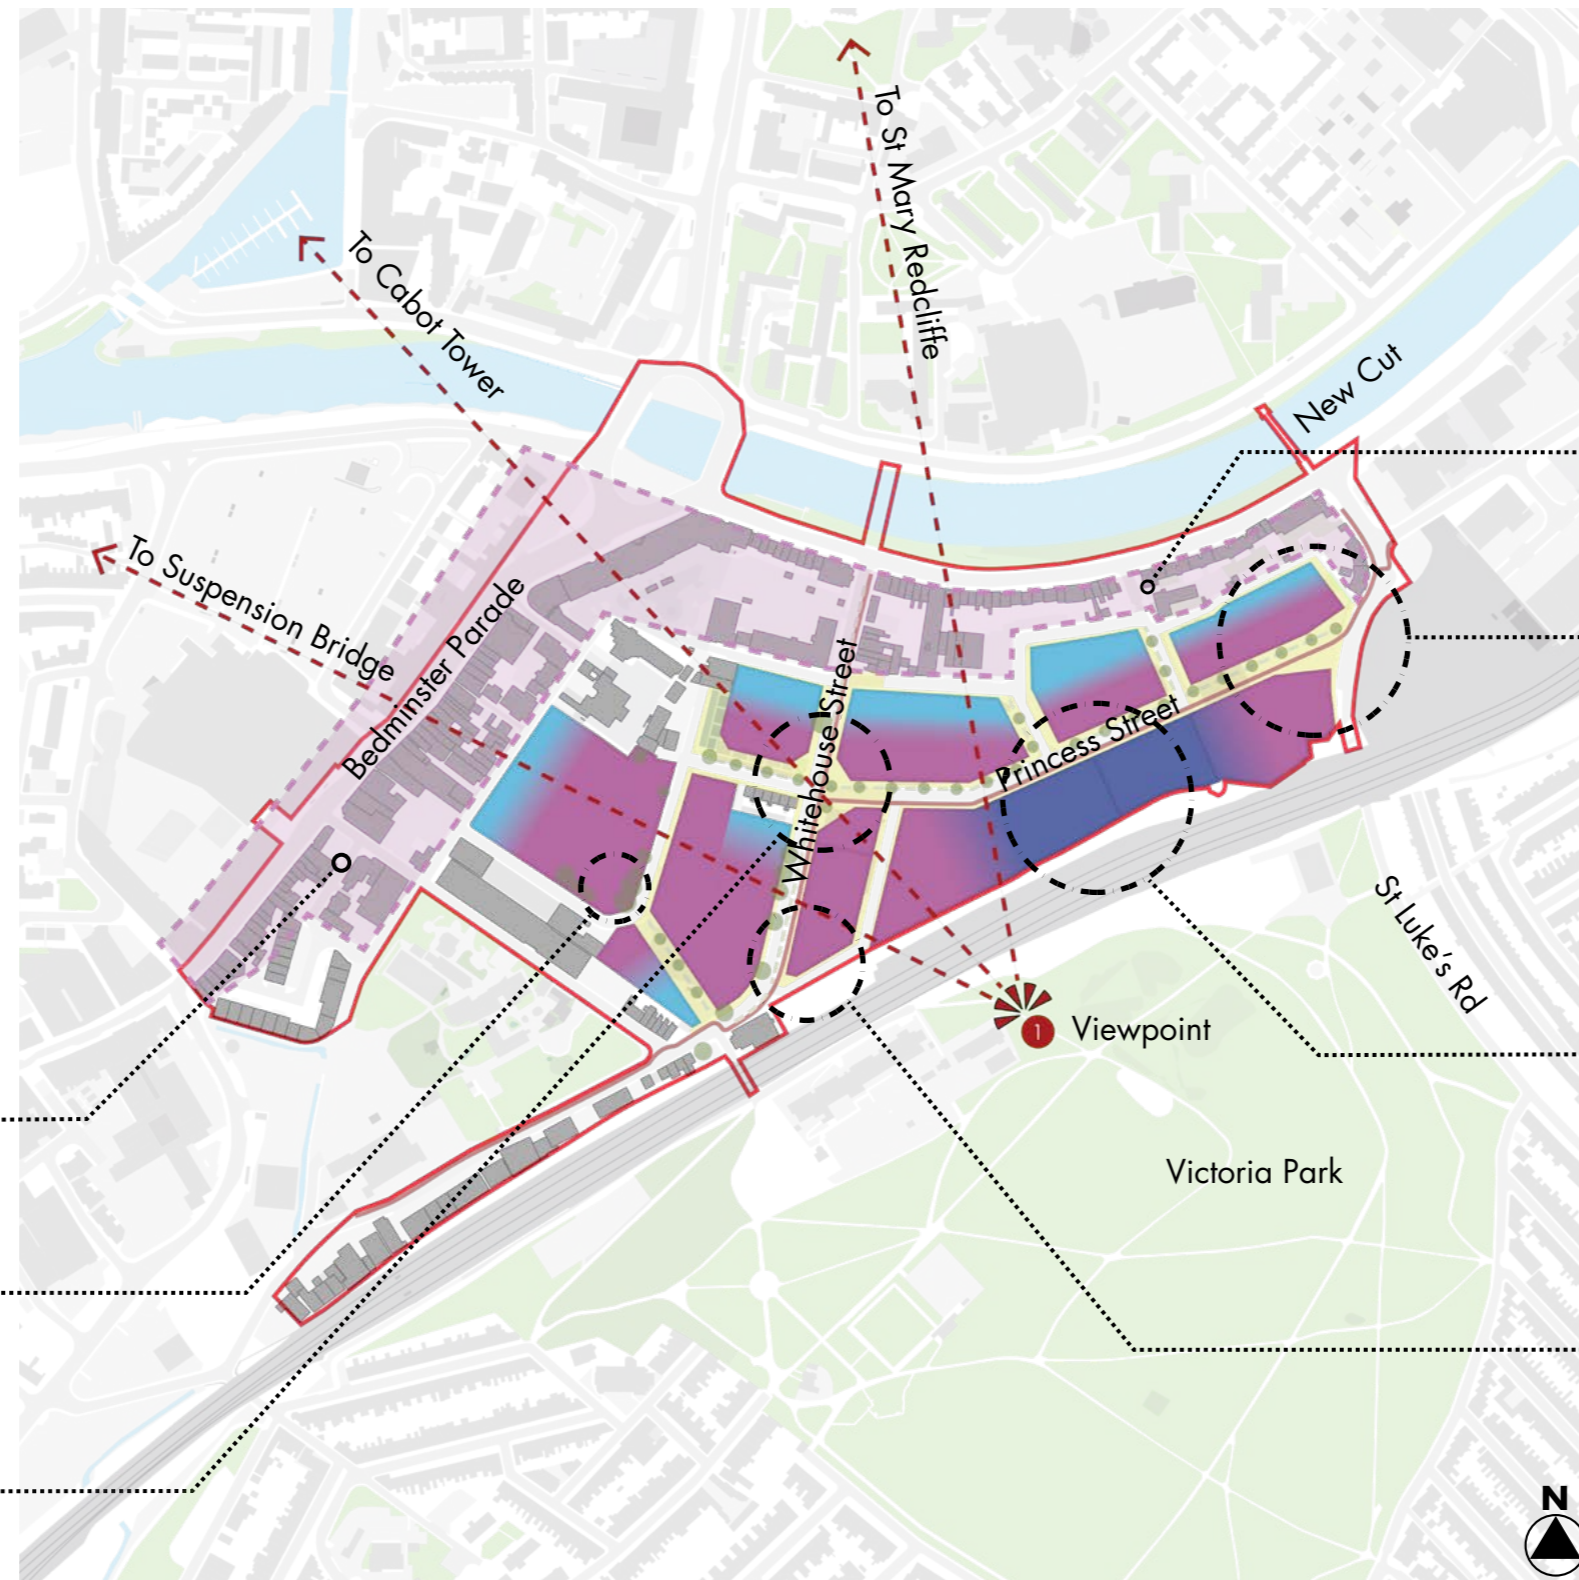 To St Mary Redcliffe
To Cabot Tower
New Cut
To Suspension Bridge
Bedminster Parade
Whitehouse Street
Princess Street
St Luke's Rd
1
Viewpoint
Victoria Park
N